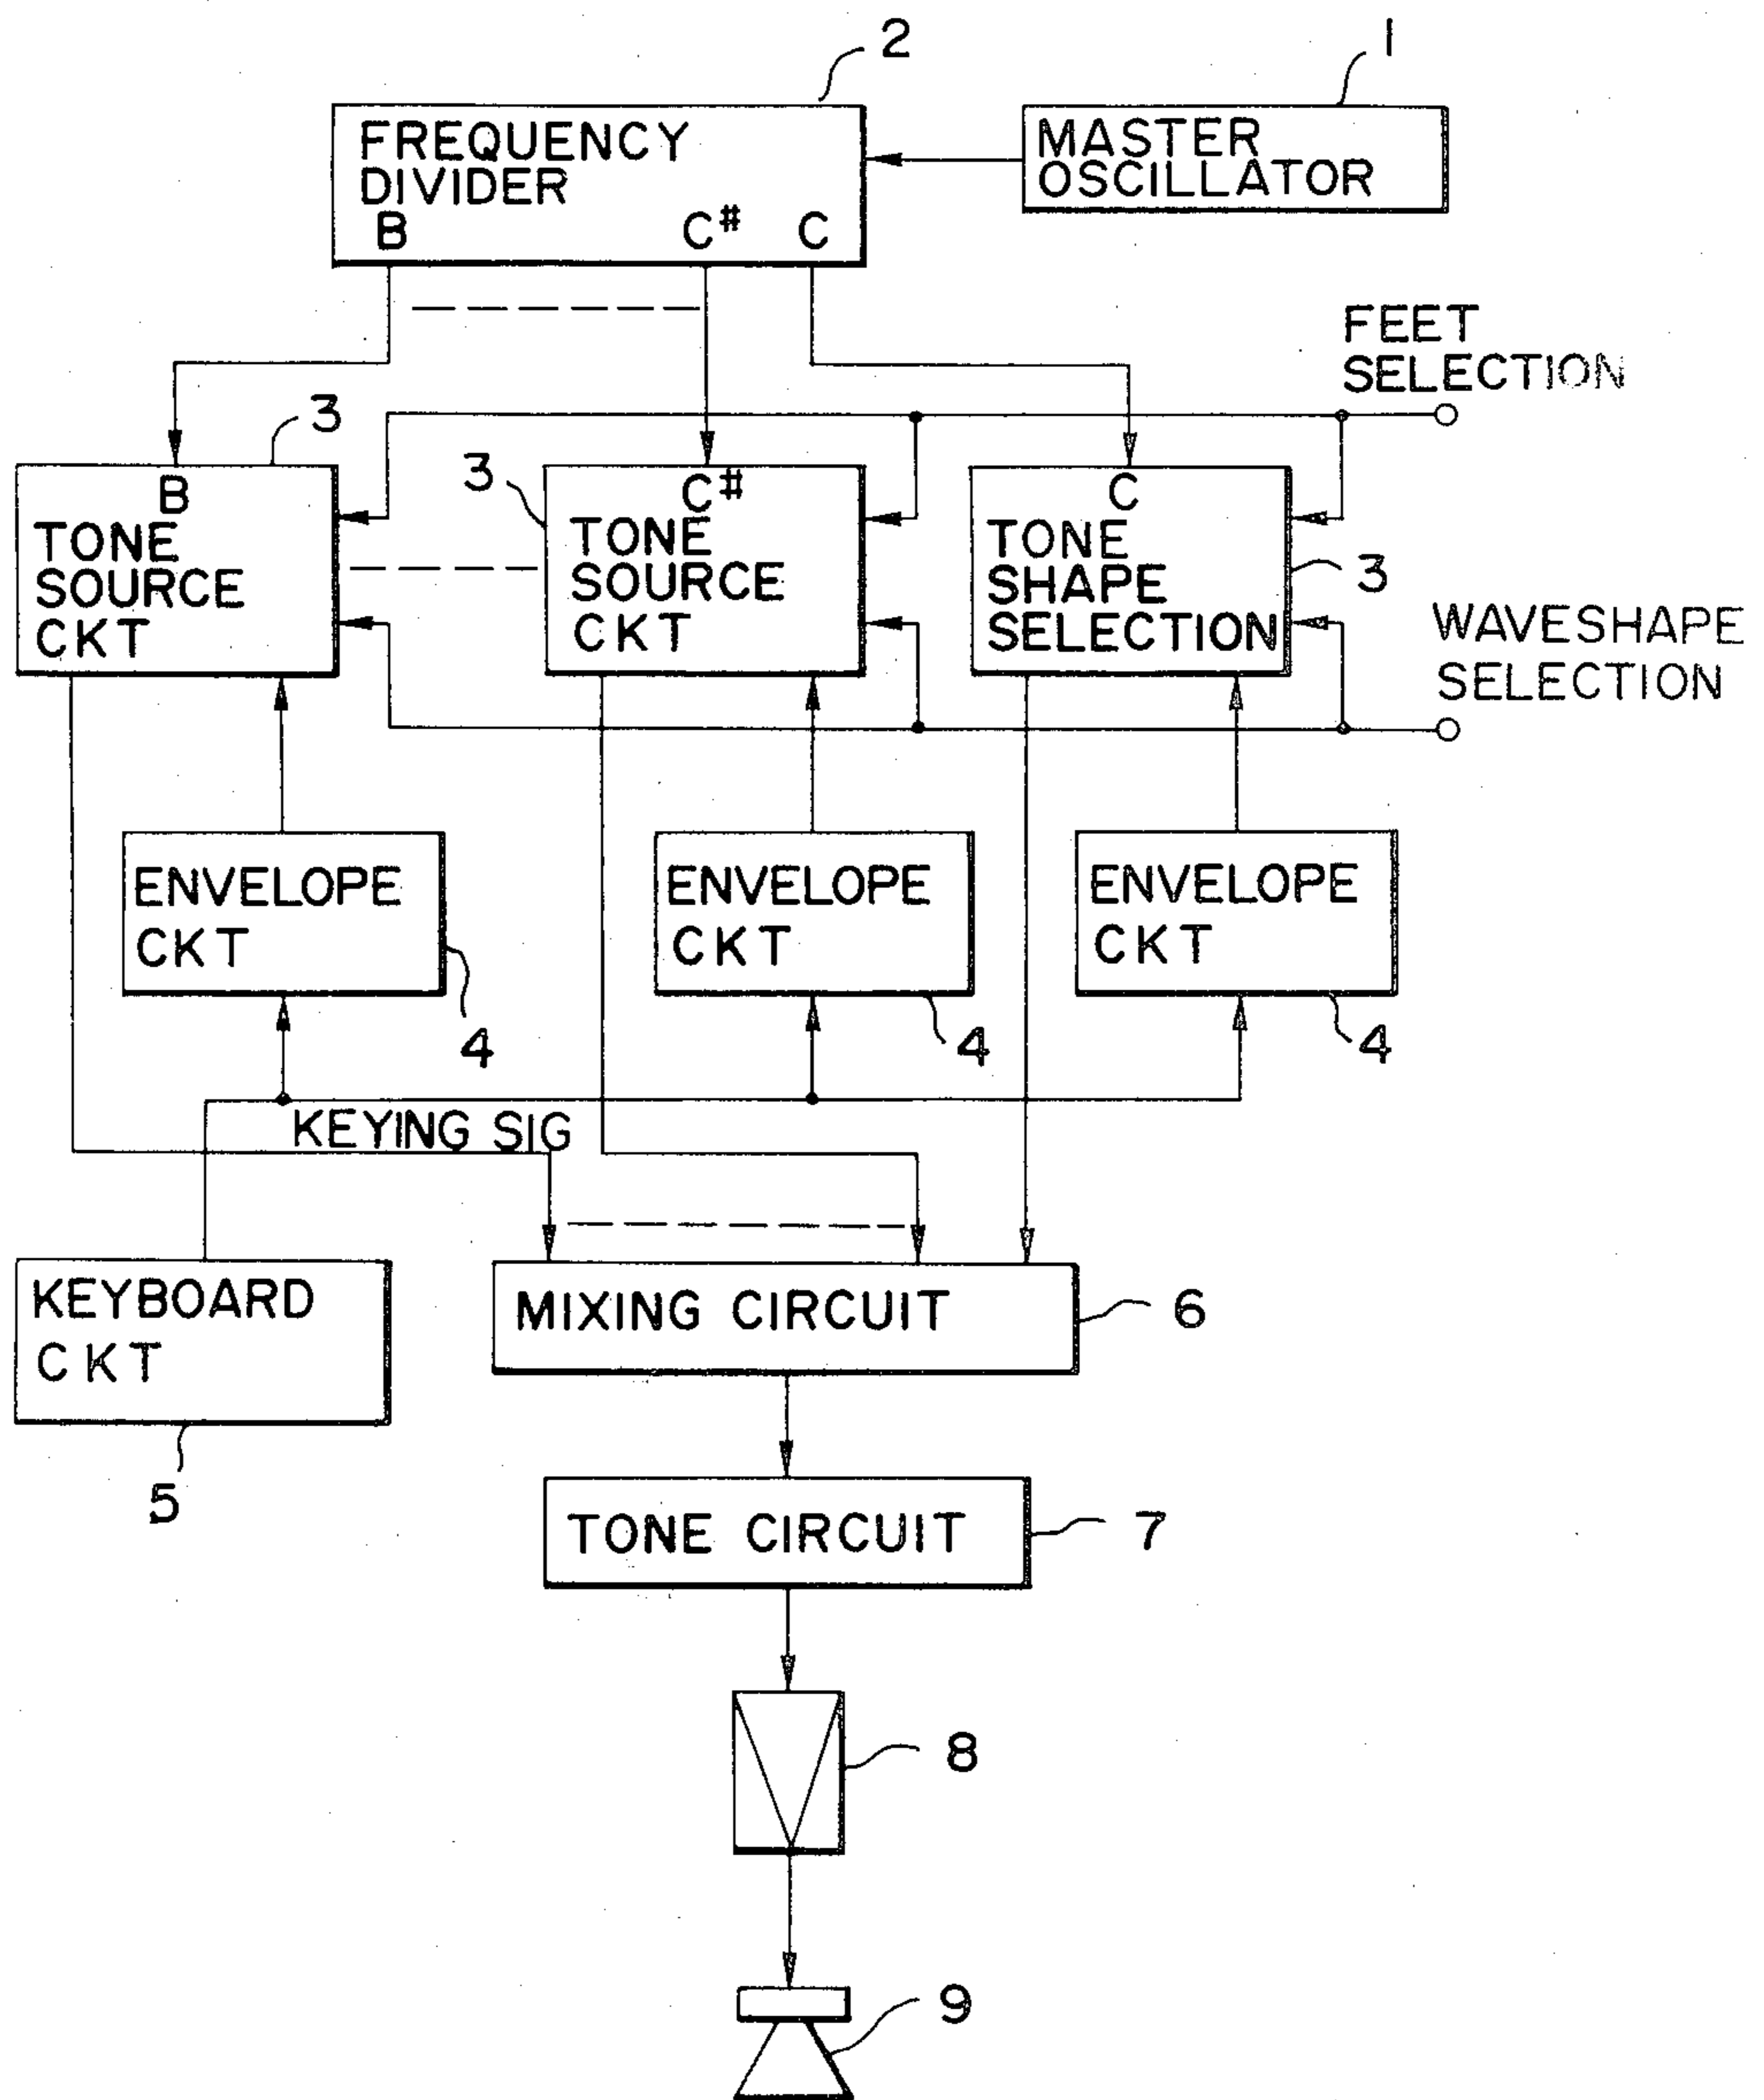 2
1
FREQUENCY
DIVIDER
B C# C
MASTER
OSCILLATOR
FEET
SELECTION
3
B
TONE
SOURCE
CKT
3
C#
TONE
SOURCE
CKT
C
TONE
SHAPE
SELECTION
3
WAVESHAPE
SELECTION
ENVELOPE
CKT
4
ENVELOPE
CKT
4
ENVELOPE
CKT
4
KEYING SIG
KEYBOARD
CKT
5
MIXING CIRCUIT
6
TONE CIRCUIT
7
8
9